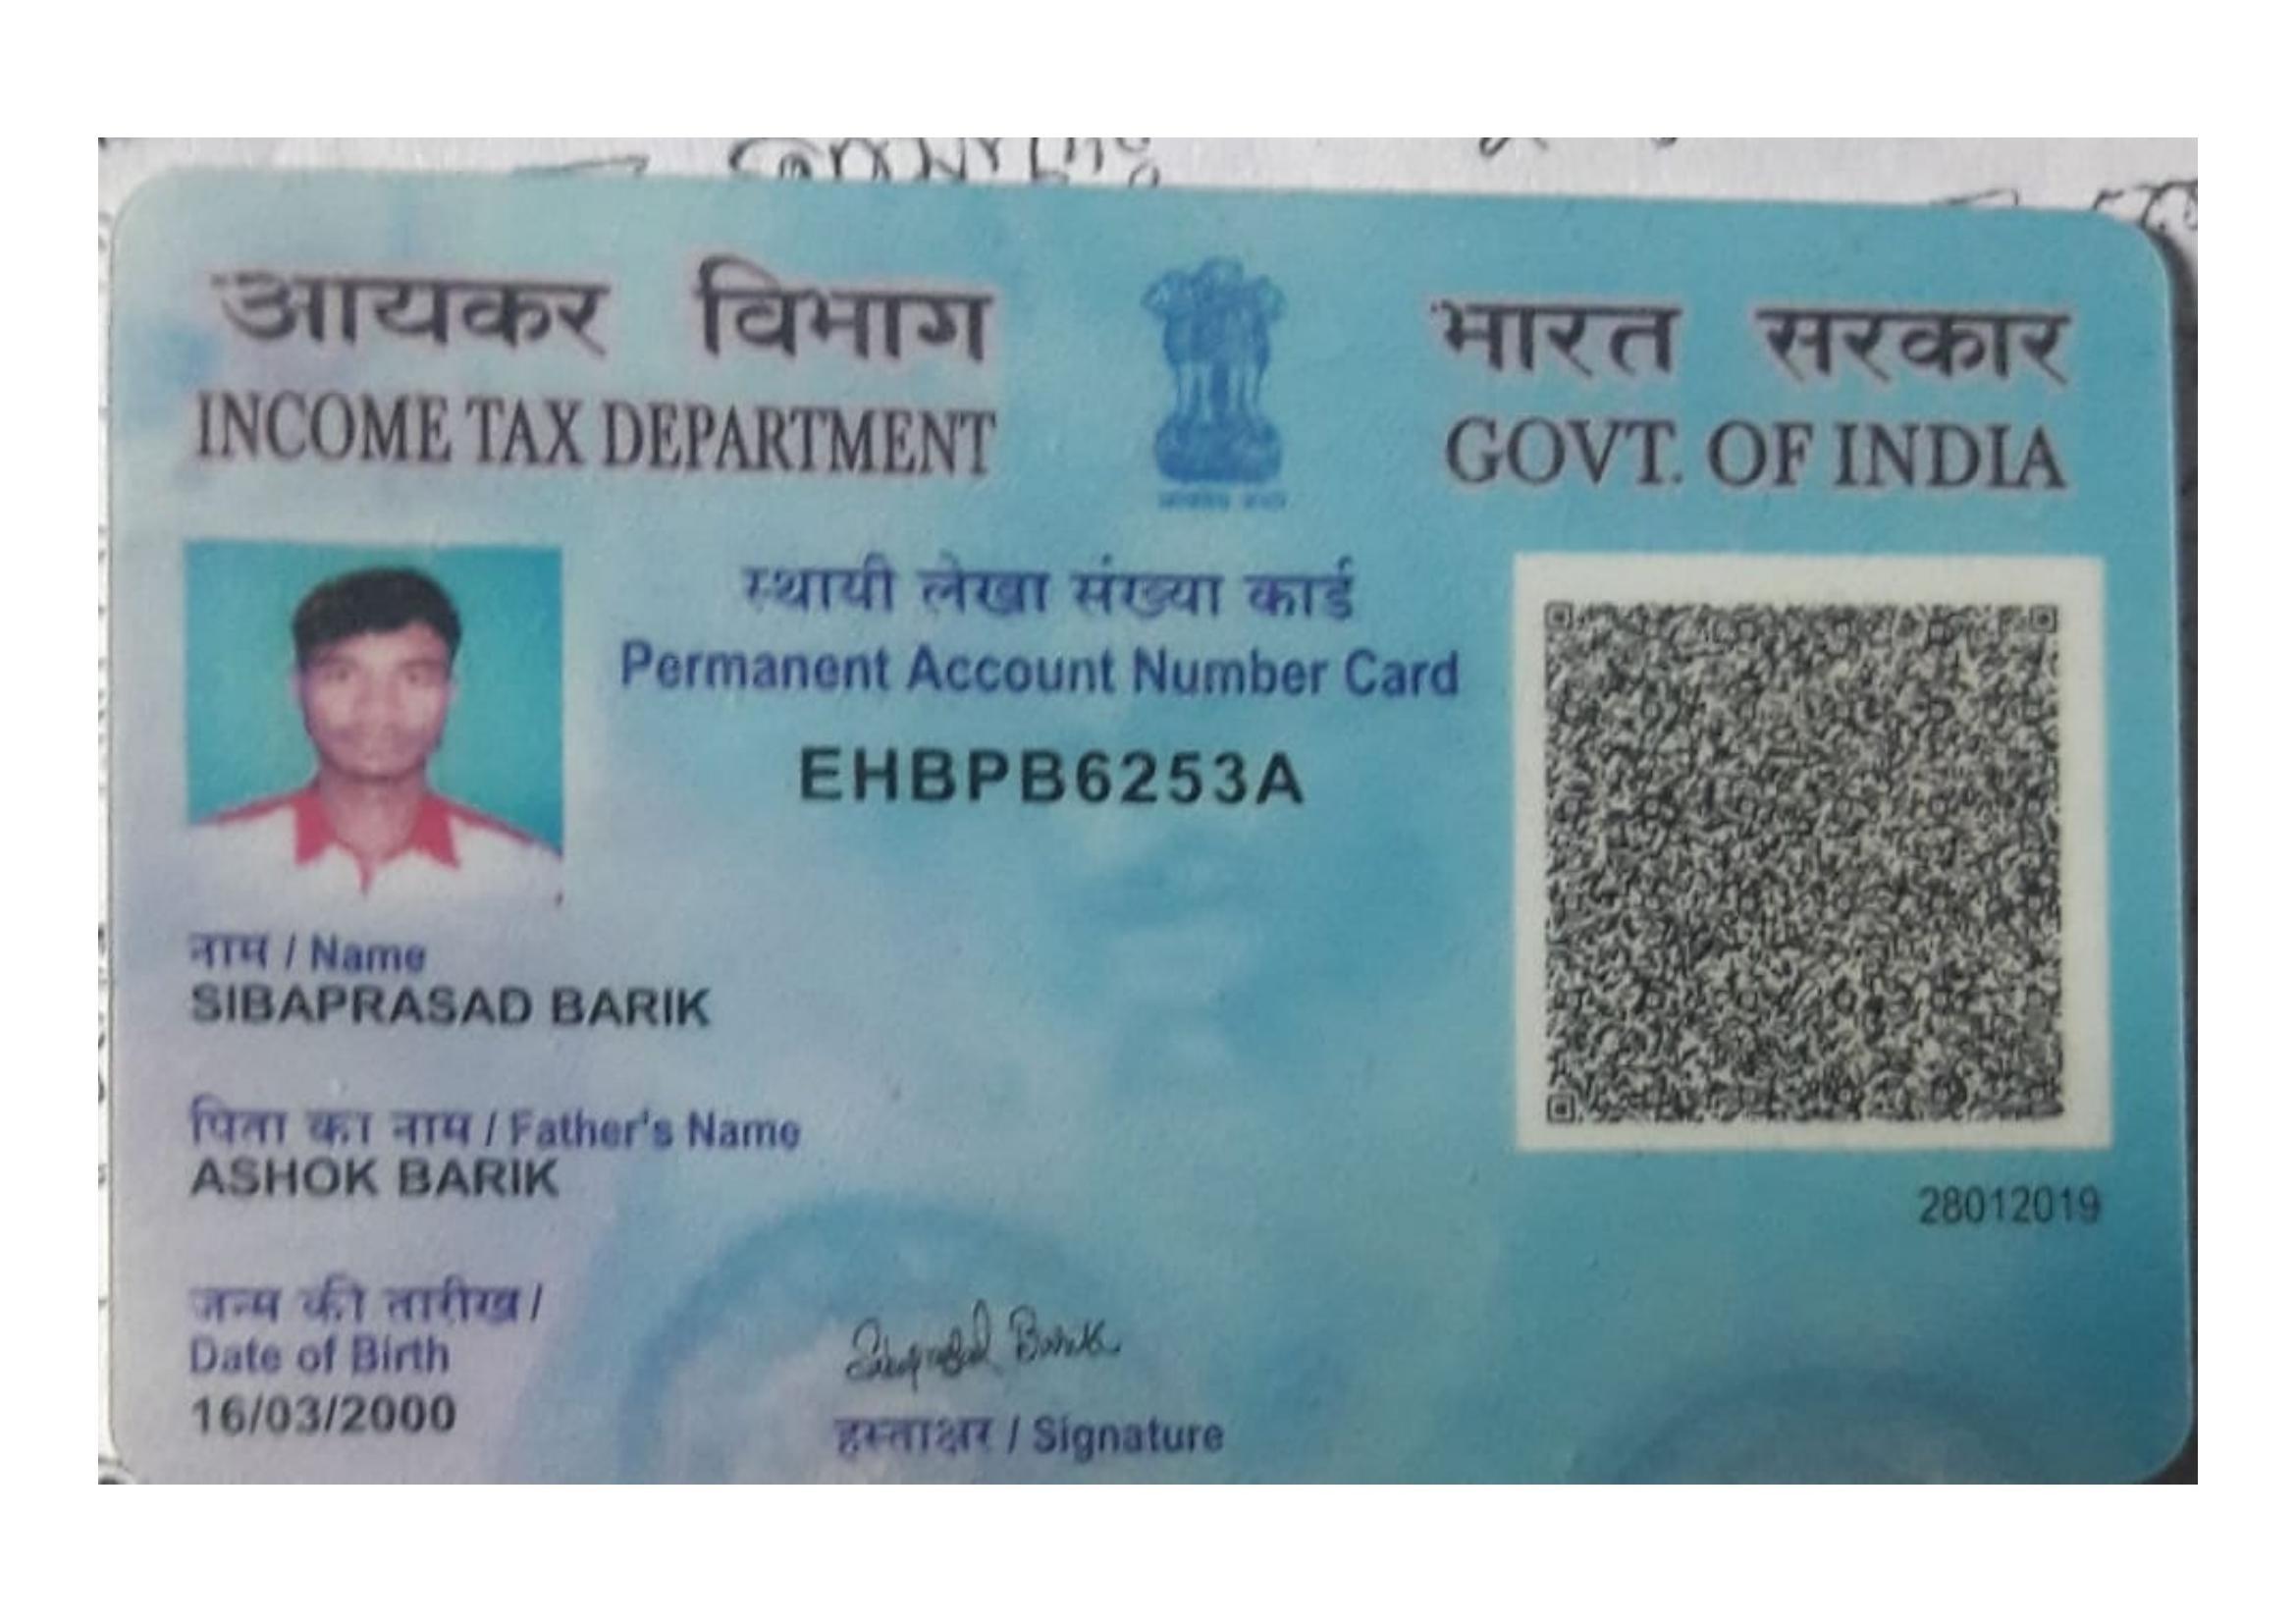 आयकर विभाग
INCOME TAX DEPARTMENT
भारत सरकार
GOVT. OF INDIA
स्थायी लेखा संख्या कार्ड
Permanent Account Number Card
EHBPB6253A
नाम / Name
SIBAPRASAD BARIK
पिता का नाम / Father's Name
ASHOK BARIK
28012019
जन्म की तारीख /
Date of Birth
16/03/2000
Sibaprasad Barik
हस्ताक्षर / Signature